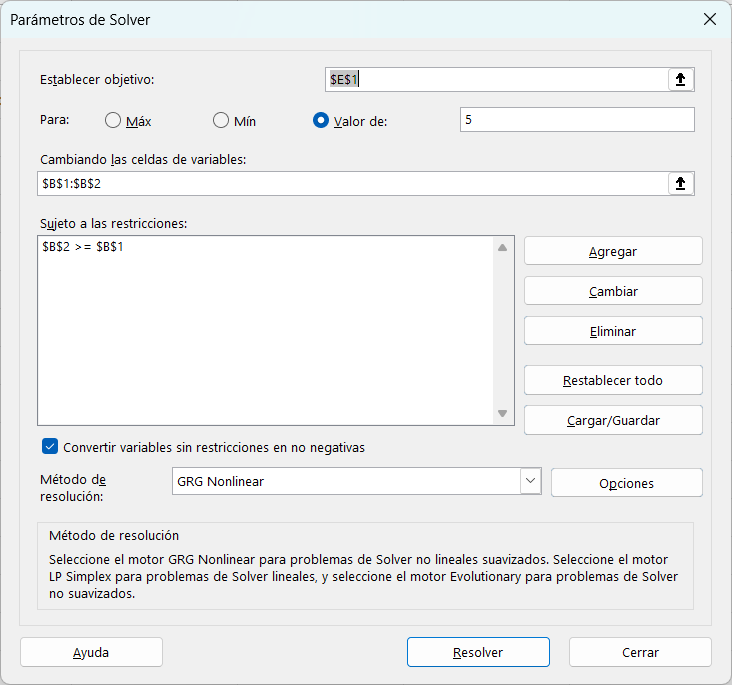 Parámetros de Solver
Establecer objetivo:
$E$1
Para:
Máx
Mín
Valor de:
5
Cambiando las celdas de variables:
$B$1:$B$2
Sujeto a las restricciones:
$B$2 >= $B$1
Agregar
Cambiar
Eliminar
Restablecer todo
Cargar/Guardar
Convertir variables sin restricciones en no negativas
Método de
resolución:
GRG Nonlinear
Opciones
Método de resolución
Seleccione el motor GRG Nonlinear para problemas de Solver no lineales suavizados. Seleccione el motor
LP Simplex para problemas de Solver lineales, y seleccione el motor Evolutionary para problemas de Solver
no suavizados.
Ayuda
Resolver
Cerrar